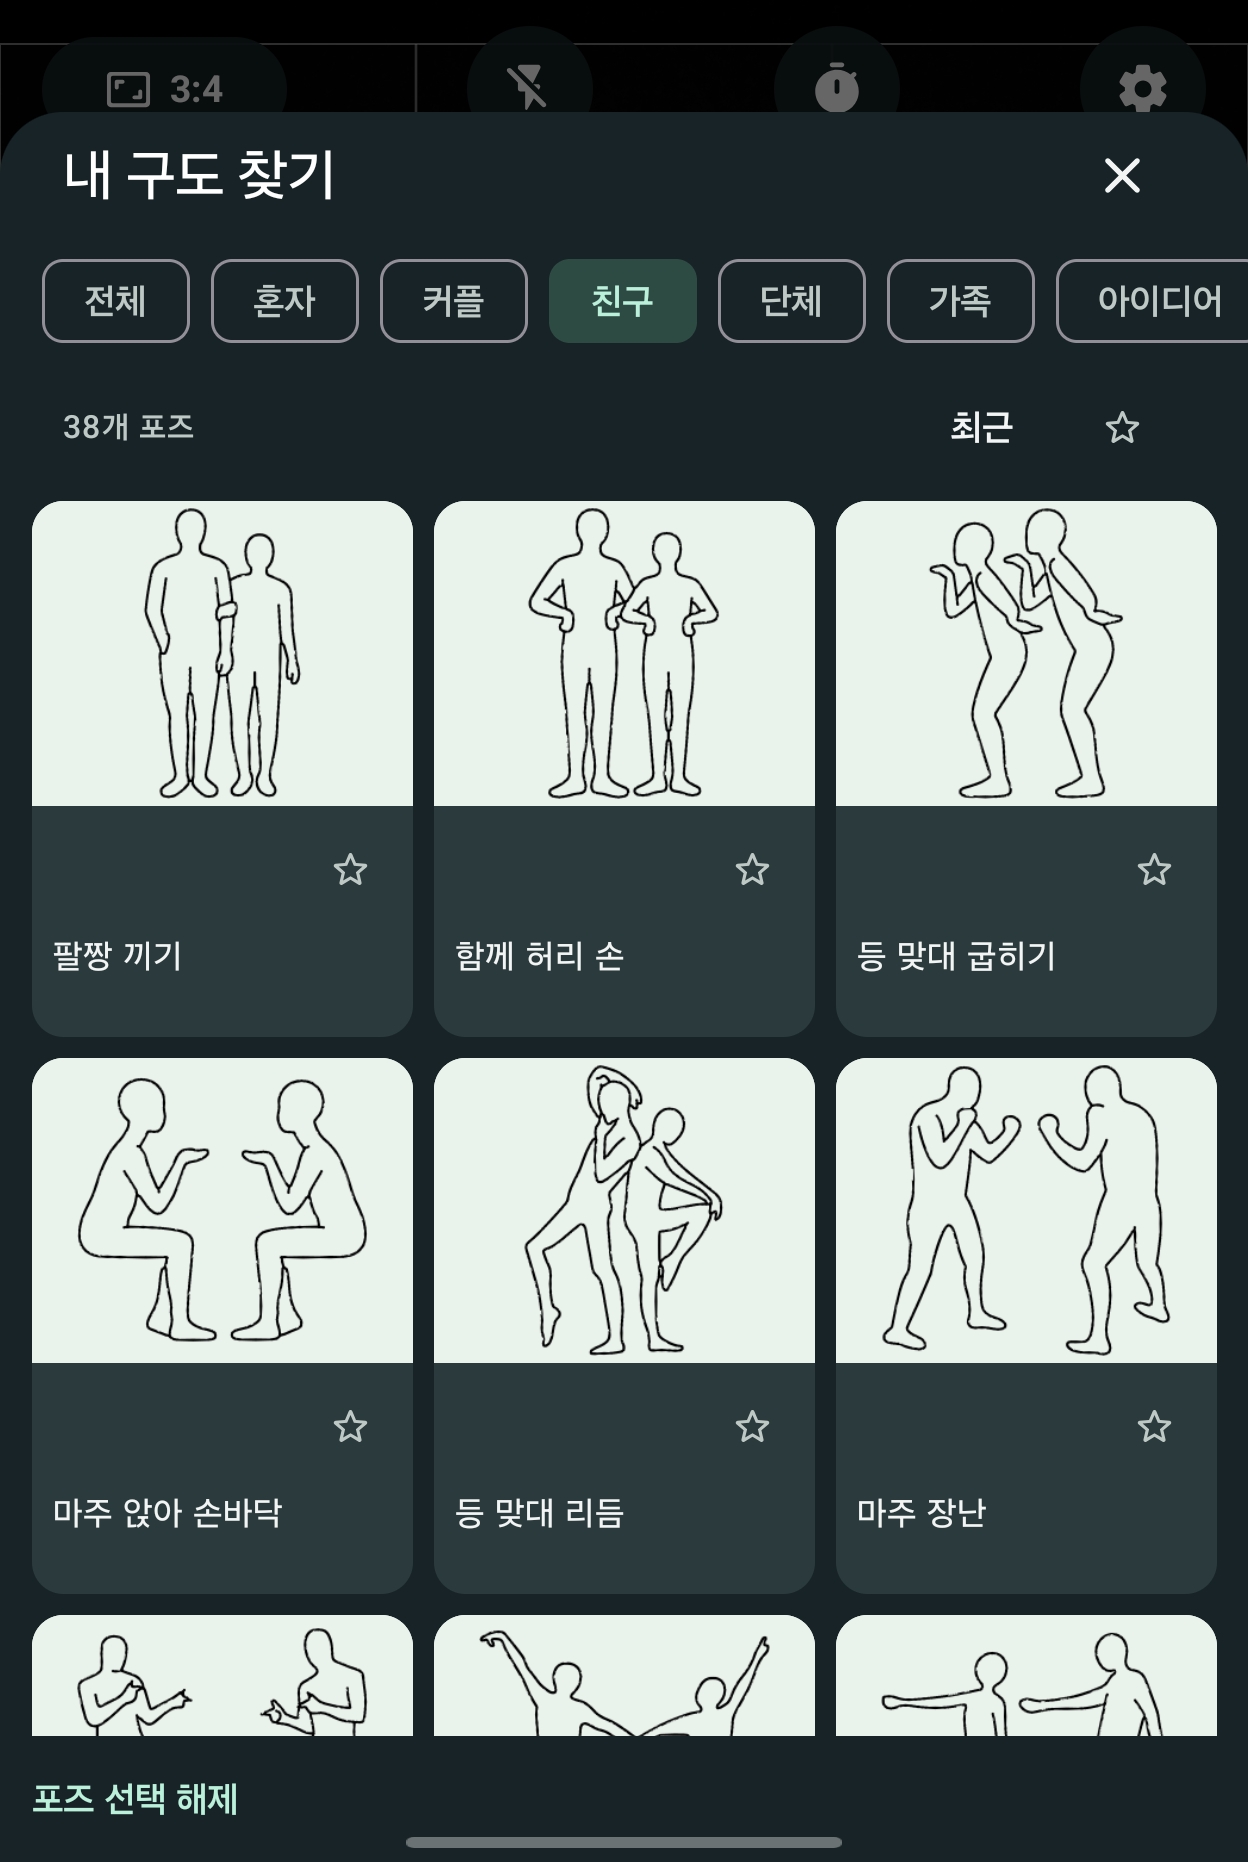 3:4
내 구도 찾기
전체 혼자 커플 친구 단체 가족 아이디어
38개 포즈 최근
팔짱 끼기 함께 허리 손 등 맞대 굽히기
마주 앉아 손바닥 등 맞대 리듬 마주 장난
포즈 선택 해제